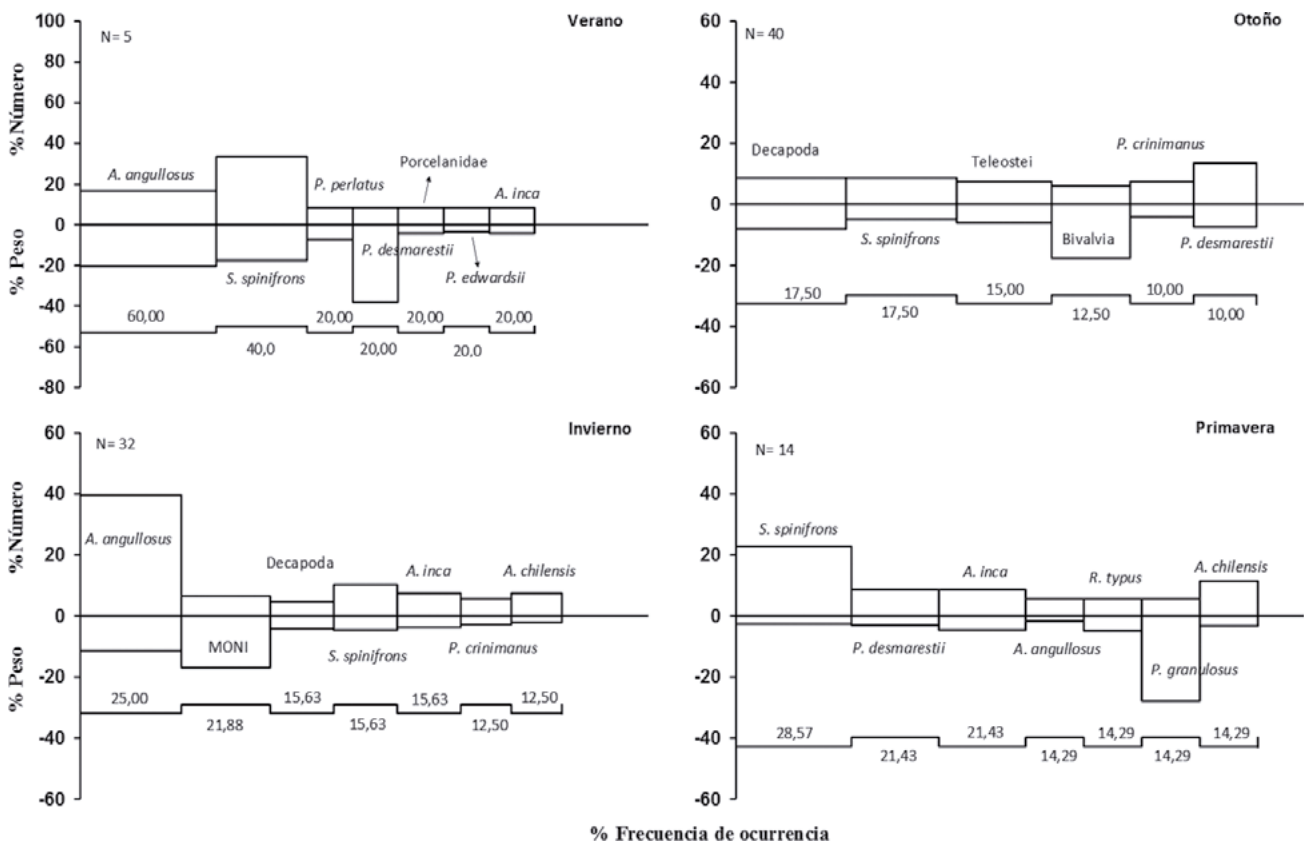 Verano
N= 5
100
80
60
40
20
0
-20
-40
-60
-80
%Número
% Peso
A. angullosus
S. spinifrons
P. perlatus
P. desmarestii
Porcelanidae
P. edwardsii
A. inca
60,00
40,0
20,00
20,00
20,00
20,0
20,00
Otoño
N= 40
60
40
20
0
-20
-40
-60
Decapoda
S. spinifrons
Teleostei
Bivalvia
P. crinimanus
P. desmarestii
17,50
17,50
15,00
12,50
10,00
10,00
Invierno
N= 32
60
40
20
0
-20
-40
-60
%Número
% Peso
A. angullosus
MONI
Decapoda
S. spinifrons
A. inca
P. crinimanus
A. chilensis
25,00
21,88
15,63
15,63
15,63
12,50
12,50
Primavera
N= 14
60
40
20
0
-20
-40
-60
S. spinifrons
P. desmarestii
A. inca
A. angullosus
R. typus
P. granulosus
A. chilensis
28,57
21,43
21,43
14,29
14,29
14,29
14,29
% Frecuencia de ocurrencia